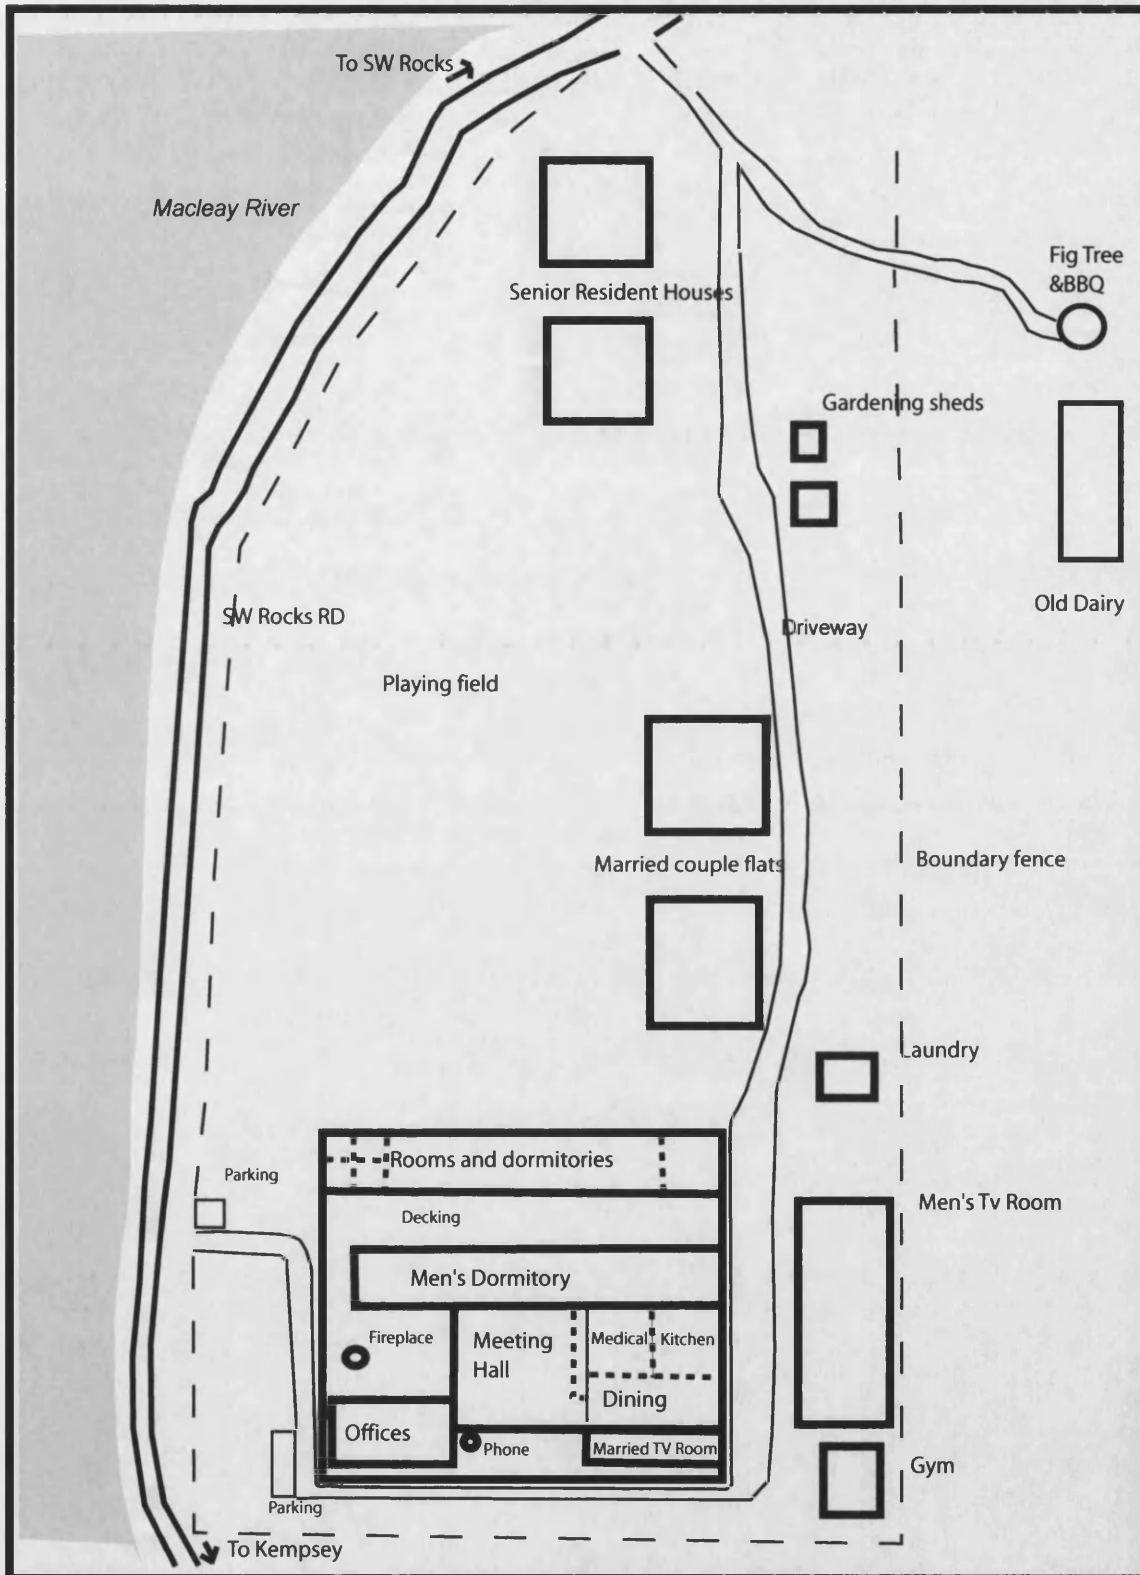 To SW Rocks
Macleay River
Fig Tree
&BBQ
Senior Resident Houses
Gardening sheds
Old Dairy
SW Rocks RD
Driveway
Playing field
Married couple flats
Boundary fence
Laundry
Rooms and dormitories
Parking
Men's Tv Room
Decking
Men's Dormitory
Fireplace
Meeting
Hall
Medical
Kitchen
Dining
Offices
Phone
Married TV Room
Gym
Parking
To Kempsey